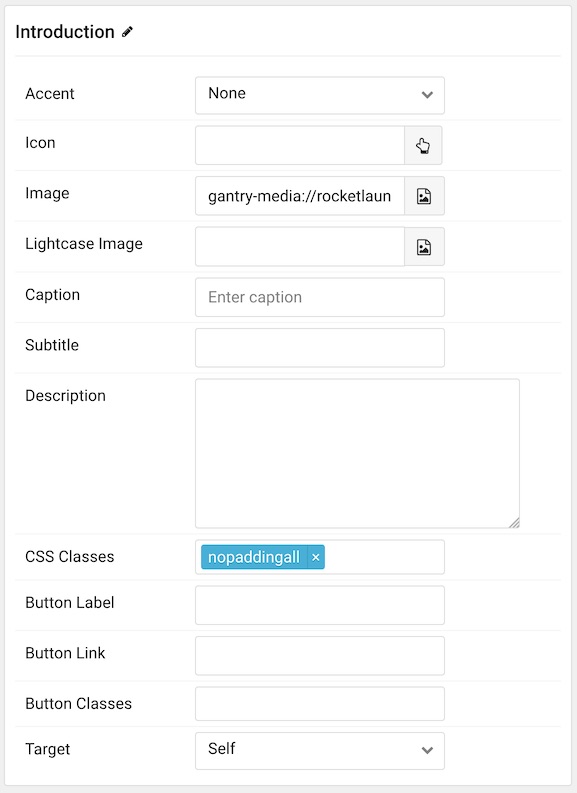 Introduction
Accent None
Icon
Image gantry-media://rocketlaun
Lightcase Image
Caption Enter caption
Subtitle
Description
CSS Classes nopaddingall ×
Button Label
Button Link
Button Classes
Target Self